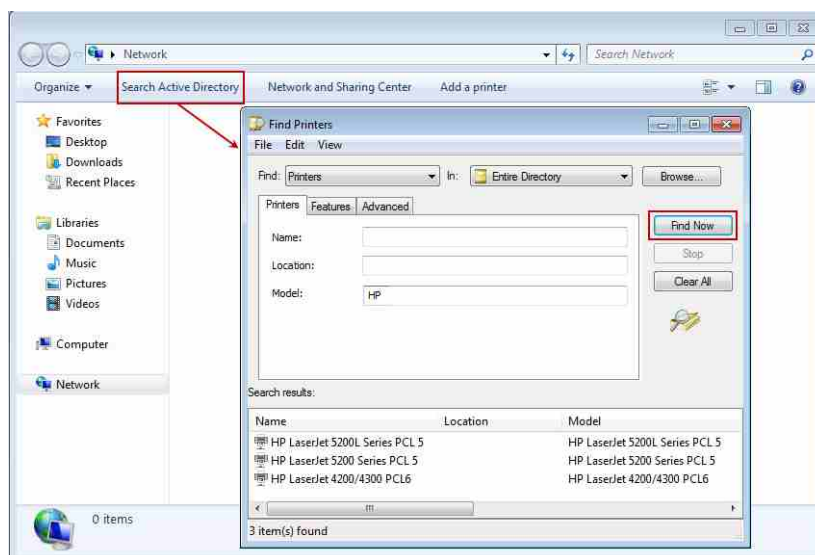 Network
Search Network
Organize
Search Active Directory
Network and Sharing Center
Add a printer
Favorites
Desktop
Downloads
Recent Places
Libraries
Documents
Music
Pictures
Videos
Computer
Network
0 items
Find Printers
File Edit View
Find: Printers In: Entire Directory Browse...
Printers Features Advanced
Name:
Location:
Model: HP
Find Now
Stop
Clear All
Search results:
Name Location Model
HP LaserJet 5200L Series PCL 5 HP LaserJet 5200L Series PCL 5
HP LaserJet 5200 Series PCL 5 HP LaserJet 5200 Series PCL 5
HP LaserJet 4200/4300 PCL6 HP LaserJet 4200/4300 PCL6
3 item(s) found